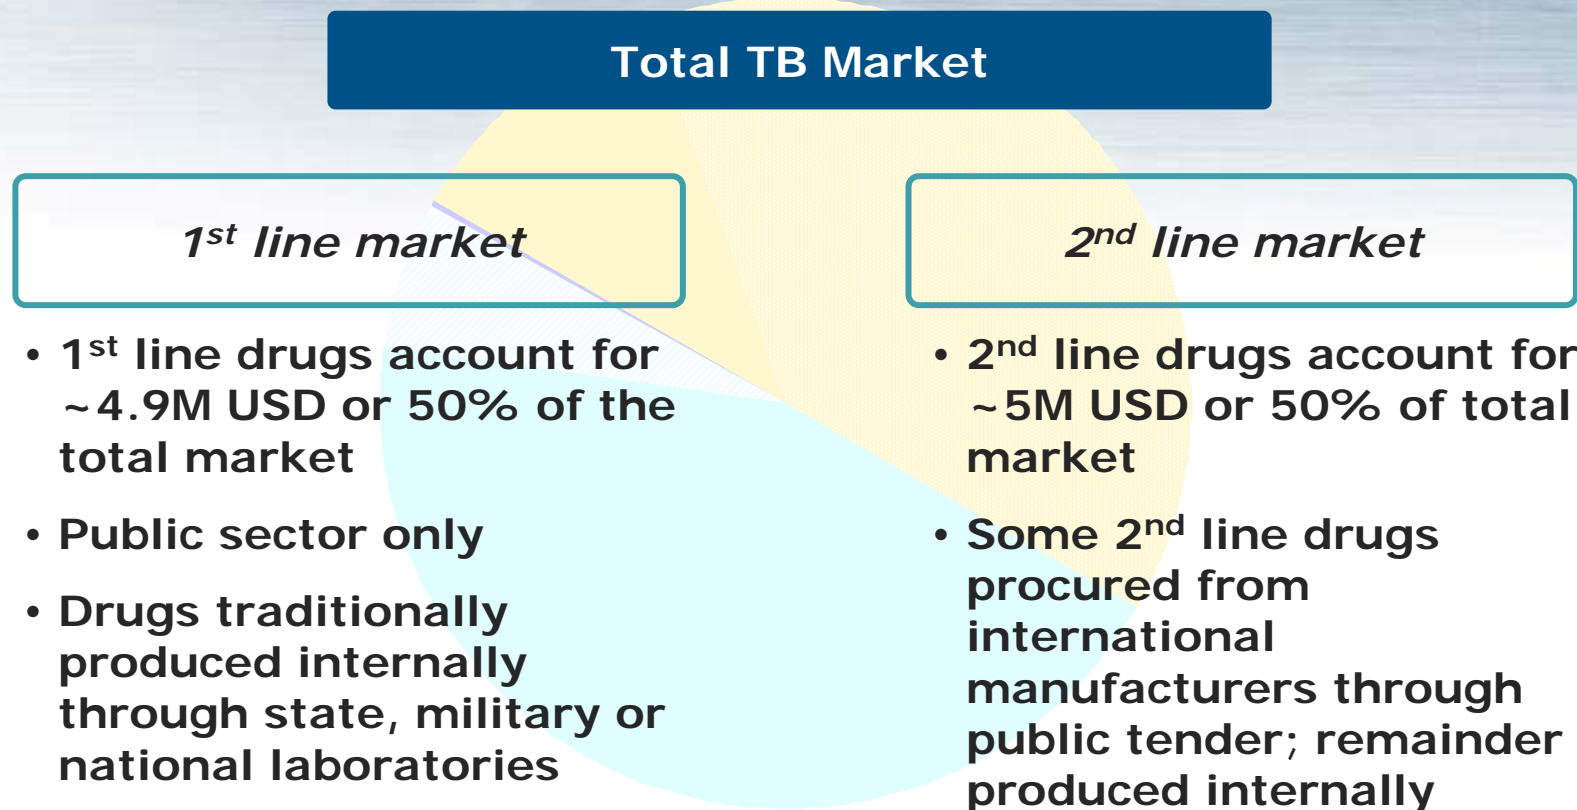 Total TB Market
1st line market
• 1st line drugs account for
~4.9M USD or 50% of the
total market
• Public sector only
• Drugs traditionally
produced internally
through state, military or
national laboratories
2nd line market
• 2nd line drugs account for
~5M USD or 50% of total
market
• Some 2nd line drugs
procured from
international
manufacturers through
public tender; remainder
produced internally